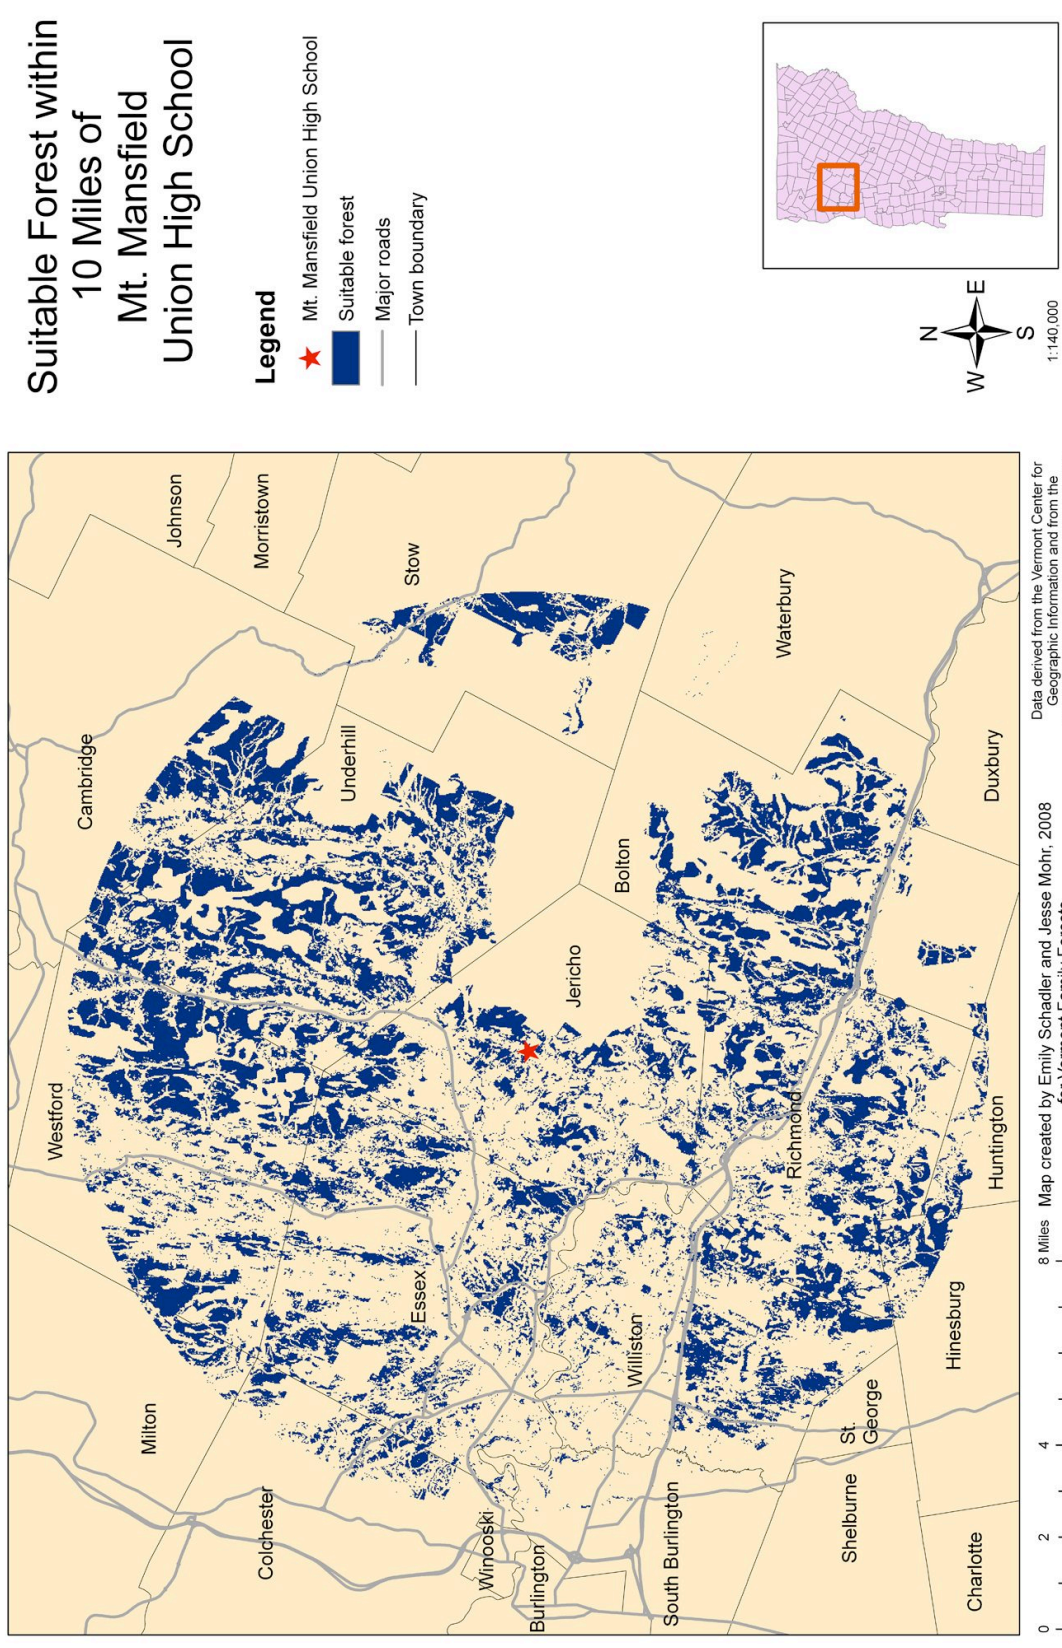 Suitable Forest within
10 Miles of
Mt. Mansfield
Union High School
Legend
Mt. Mansfield Union High School
Suitable forest
Major roads
Town boundary
N
W
E
S
1:140,000
Johnson
Morristown
Stow
Waterbury
Cambridge
Underhill
Bolton
Duxbury
Jericho
Westford
Richmond
Huntington
Essex
Williston
Hinesburg
Milton
St.
George
Colchester
Winooski
Burlington
South Burlington
Shelburne
Charlotte
0
2
4
8 Miles
Map created by Emily Schadler and Jesse Mohr, 2008
for Vermont Family Forests
Data derived from the Vermont Center for
Geographic Information and from the